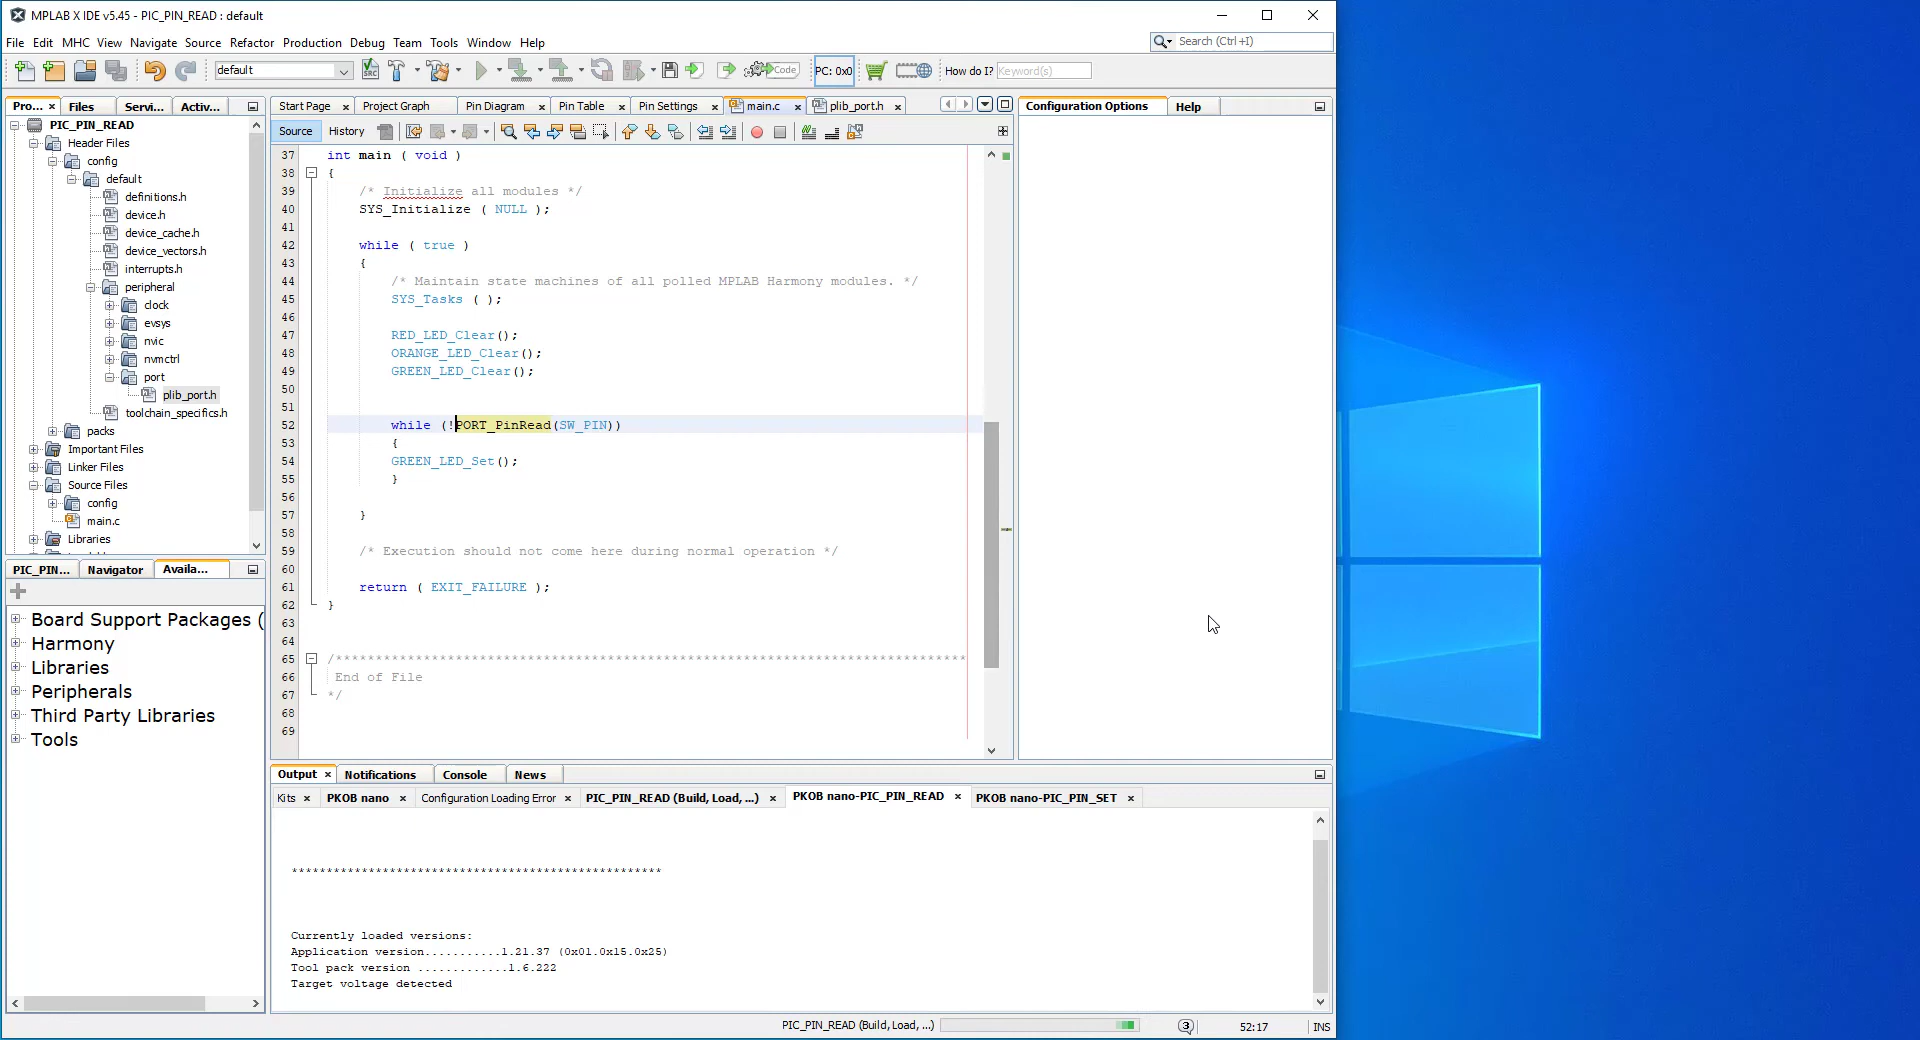 MPLAB X IDE v5.45 - PIC_PIN_READ : default
File Edit MHC View Navigate Source Refactor Production Debug Team Tools Window Help
Search (Ctrl+I)
default
SRC
Code
PC: 0x0
How do I? Keyword(s)
Pro... × Files Servi... Activ...
Start Page × Project Graph Pin Diagram × Pin Table × Pin Settings × main.c × plib_port.h ×
Configuration Options Help
Source History
PIC_PIN_READ
Header Files
config
default
definitions.h
device.h
device_cache.h
device_vectors.h
interrupts.h
peripheral
clock
evsys
nvic
nvmctrl
port
plib_port.h
toolchain_specifics.h
packs
Important Files
Linker Files
Source Files
config
main.c
Libraries
37 int main ( void )
38 {
39 /* Initialize all modules */
40 SYS_Initialize ( NULL );
41
42 while ( true )
43 {
44 /* Maintain state machines of all polled MPLAB Harmony modules. */
45 SYS_Tasks ( );
46
47 RED_LED_Clear();
48 ORANGE_LED_Clear();
49 GREEN_LED_Clear();
50
51
52 while (!PORT_PinRead(SW_PIN))
53 {
54 GREEN_LED_Set();
55 }
56
57 }
58
59 /* Execution should not come here during normal operation */
60
61 return ( EXIT_FAILURE );
62 }
63
64
65 /*******************************************************************************
66 End of File
67 */
68
69
PIC_PIN... Navigator Availa...
Board Support Packages (
Harmony
Libraries
Peripherals
Third Party Libraries
Tools
Output × Notifications Console News
Kits × PKOB nano × Configuration Loading Error × PIC_PIN_READ (Build, Load, ...) × PKOB nano-PIC_PIN_READ × PKOB nano-PIC_PIN_SET ×
*****************************************************
Currently loaded versions:
Application version...........1.21.37 (0x01.0x15.0x25)
Tool pack version .............1.6.222
Target voltage detected
PIC_PIN_READ (Build, Load, ...) 3 52:17 INS